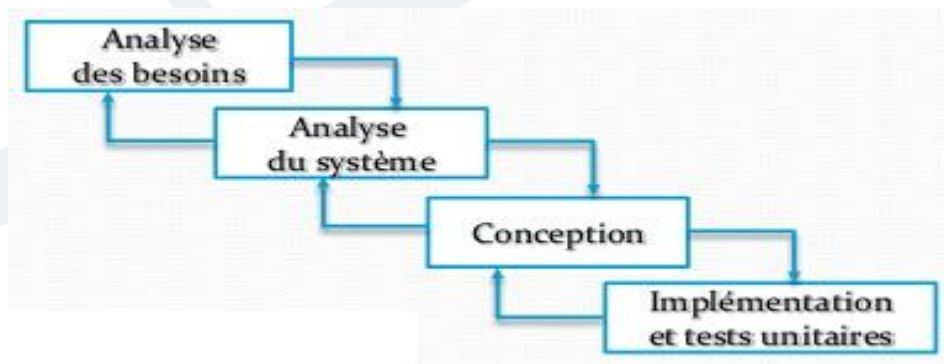 Analyse
des besoins
Analyse
du système
Conception
Implémentation
et tests unitaires